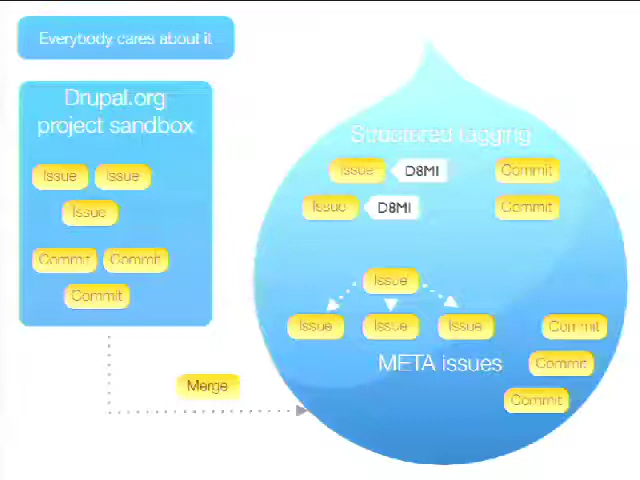 Everybody cares about it
Drupal.org
project sandbox
Issue Issue
Issue
Commit Commit
Commit
Merge
Structured tagging
Issue D8MI Commit
Issue D8MI Commit
Issue
Issue Issue Issue Commit
META issues Commit
Commit